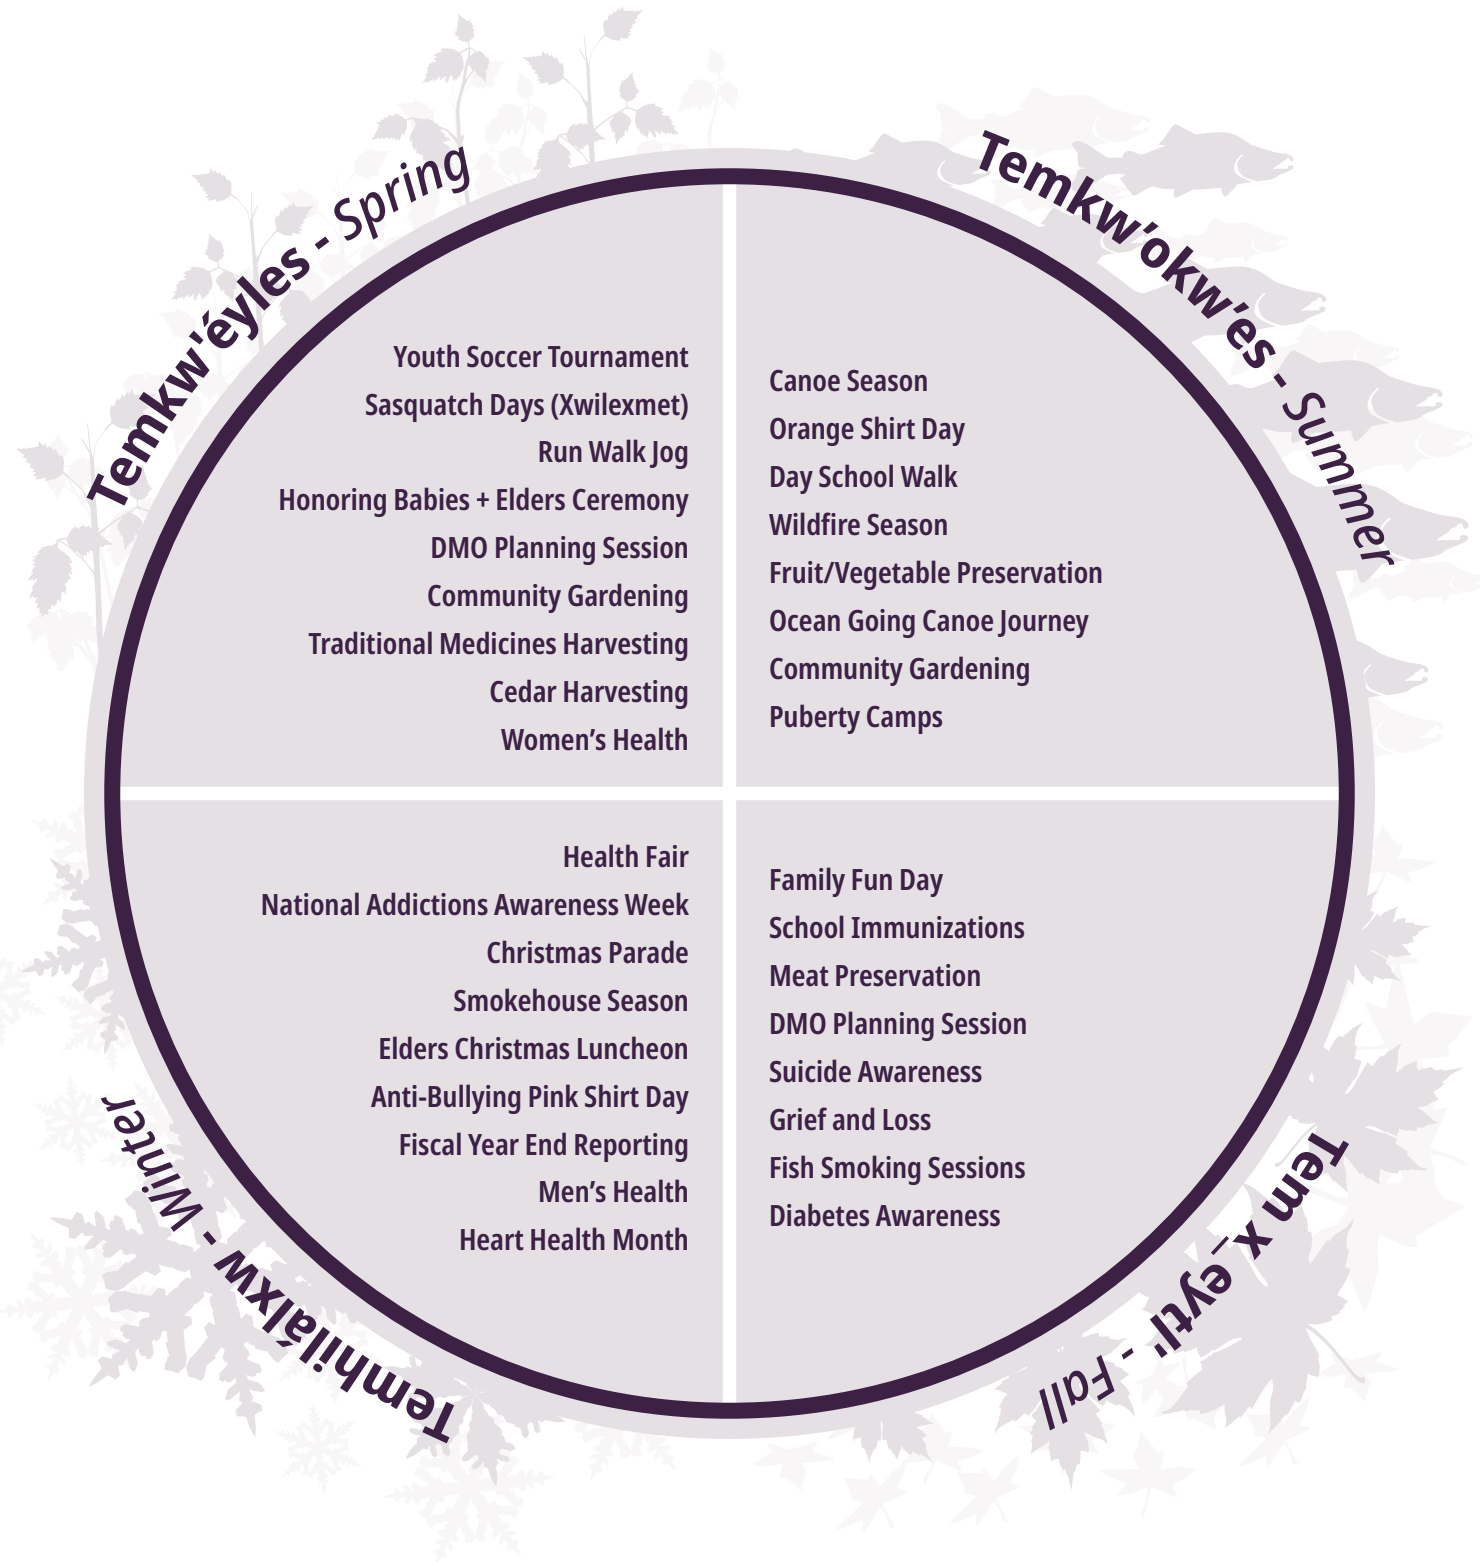 Temkw'éyles - Spring
Youth Soccer Tournament
Sasquatch Days (Xwilexmet)
Run Walk Jog
Honoring Babies + Elders Ceremony
DMO Planning Session
Community Gardening
Traditional Medicines Harvesting
Cedar Harvesting
Women’s Health
Temkw’okw’es - Summer
Canoe Season
Orange Shirt Day
Day School Walk
Wildfire Season
Fruit/Vegetable Preservation
Ocean Going Canoe Journey
Community Gardening
Puberty Camps
Temhilálxw - Winter
Health Fair
National Addictions Awareness Week
Christmas Parade
Smokehouse Season
Elders Christmas Luncheon
Anti-Bullying Pink Shirt Day
Fiscal Year End Reporting
Men’s Health
Heart Health Month
Tem x_eytl' - Fall
Family Fun Day
School Immunizations
Meat Preservation
DMO Planning Session
Suicide Awareness
Grief and Loss
Fish Smoking Sessions
Diabetes Awareness